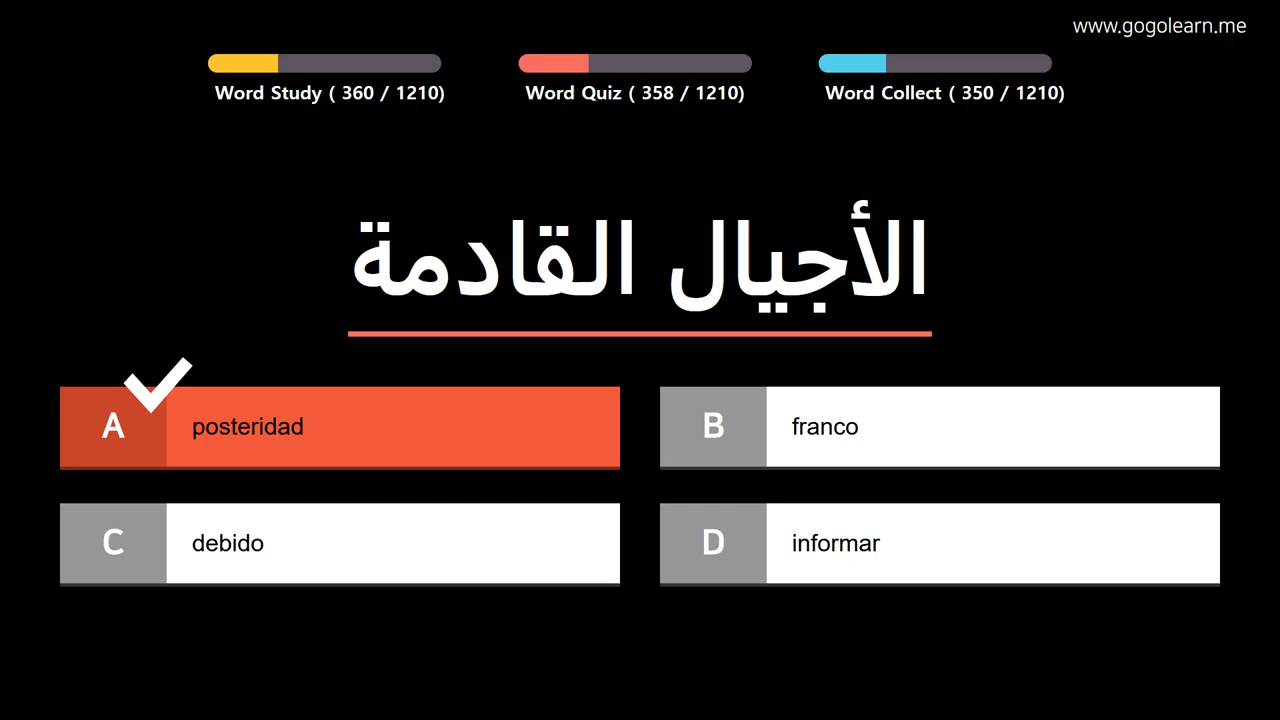 www.gogolearn.me
Word Study ( 360 / 1210)
Word Quiz ( 358 / 1210)
Word Collect ( 350 / 1210)
الأجيال القادمة
A posteridad
B franco
C debido
D informar